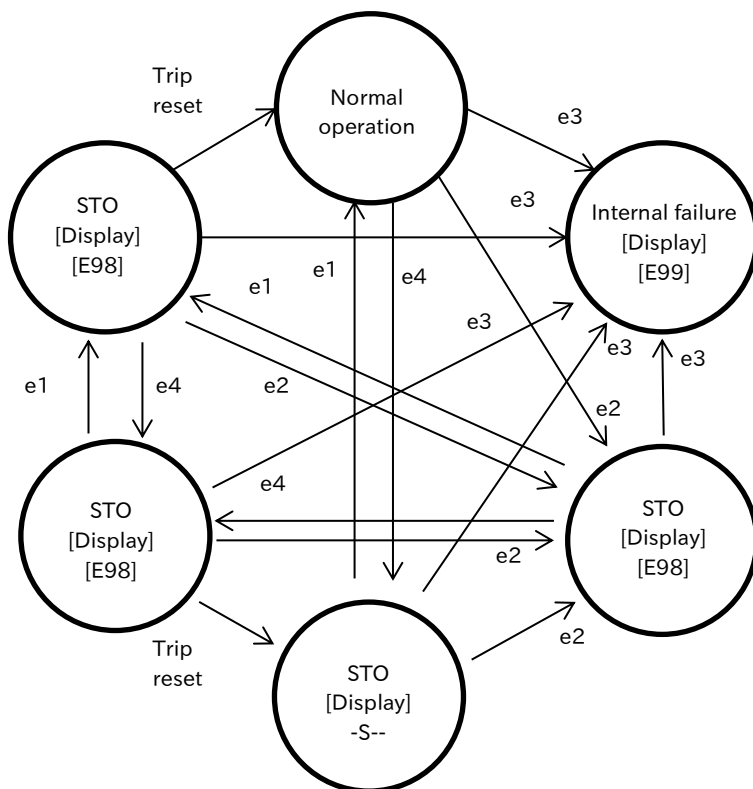 Trip
reset
Normal
operation
e3
STO
[Display]
[E98]
e3
Internal failure
[Display]
[E99]
e1
e1
e4
e3
e3
e3
e1
e4
e2
e2
e4
STO
[Display]
[E98]
e2
STO
[Display]
[E98]
Trip
reset
e2
STO
[Display]
-S--